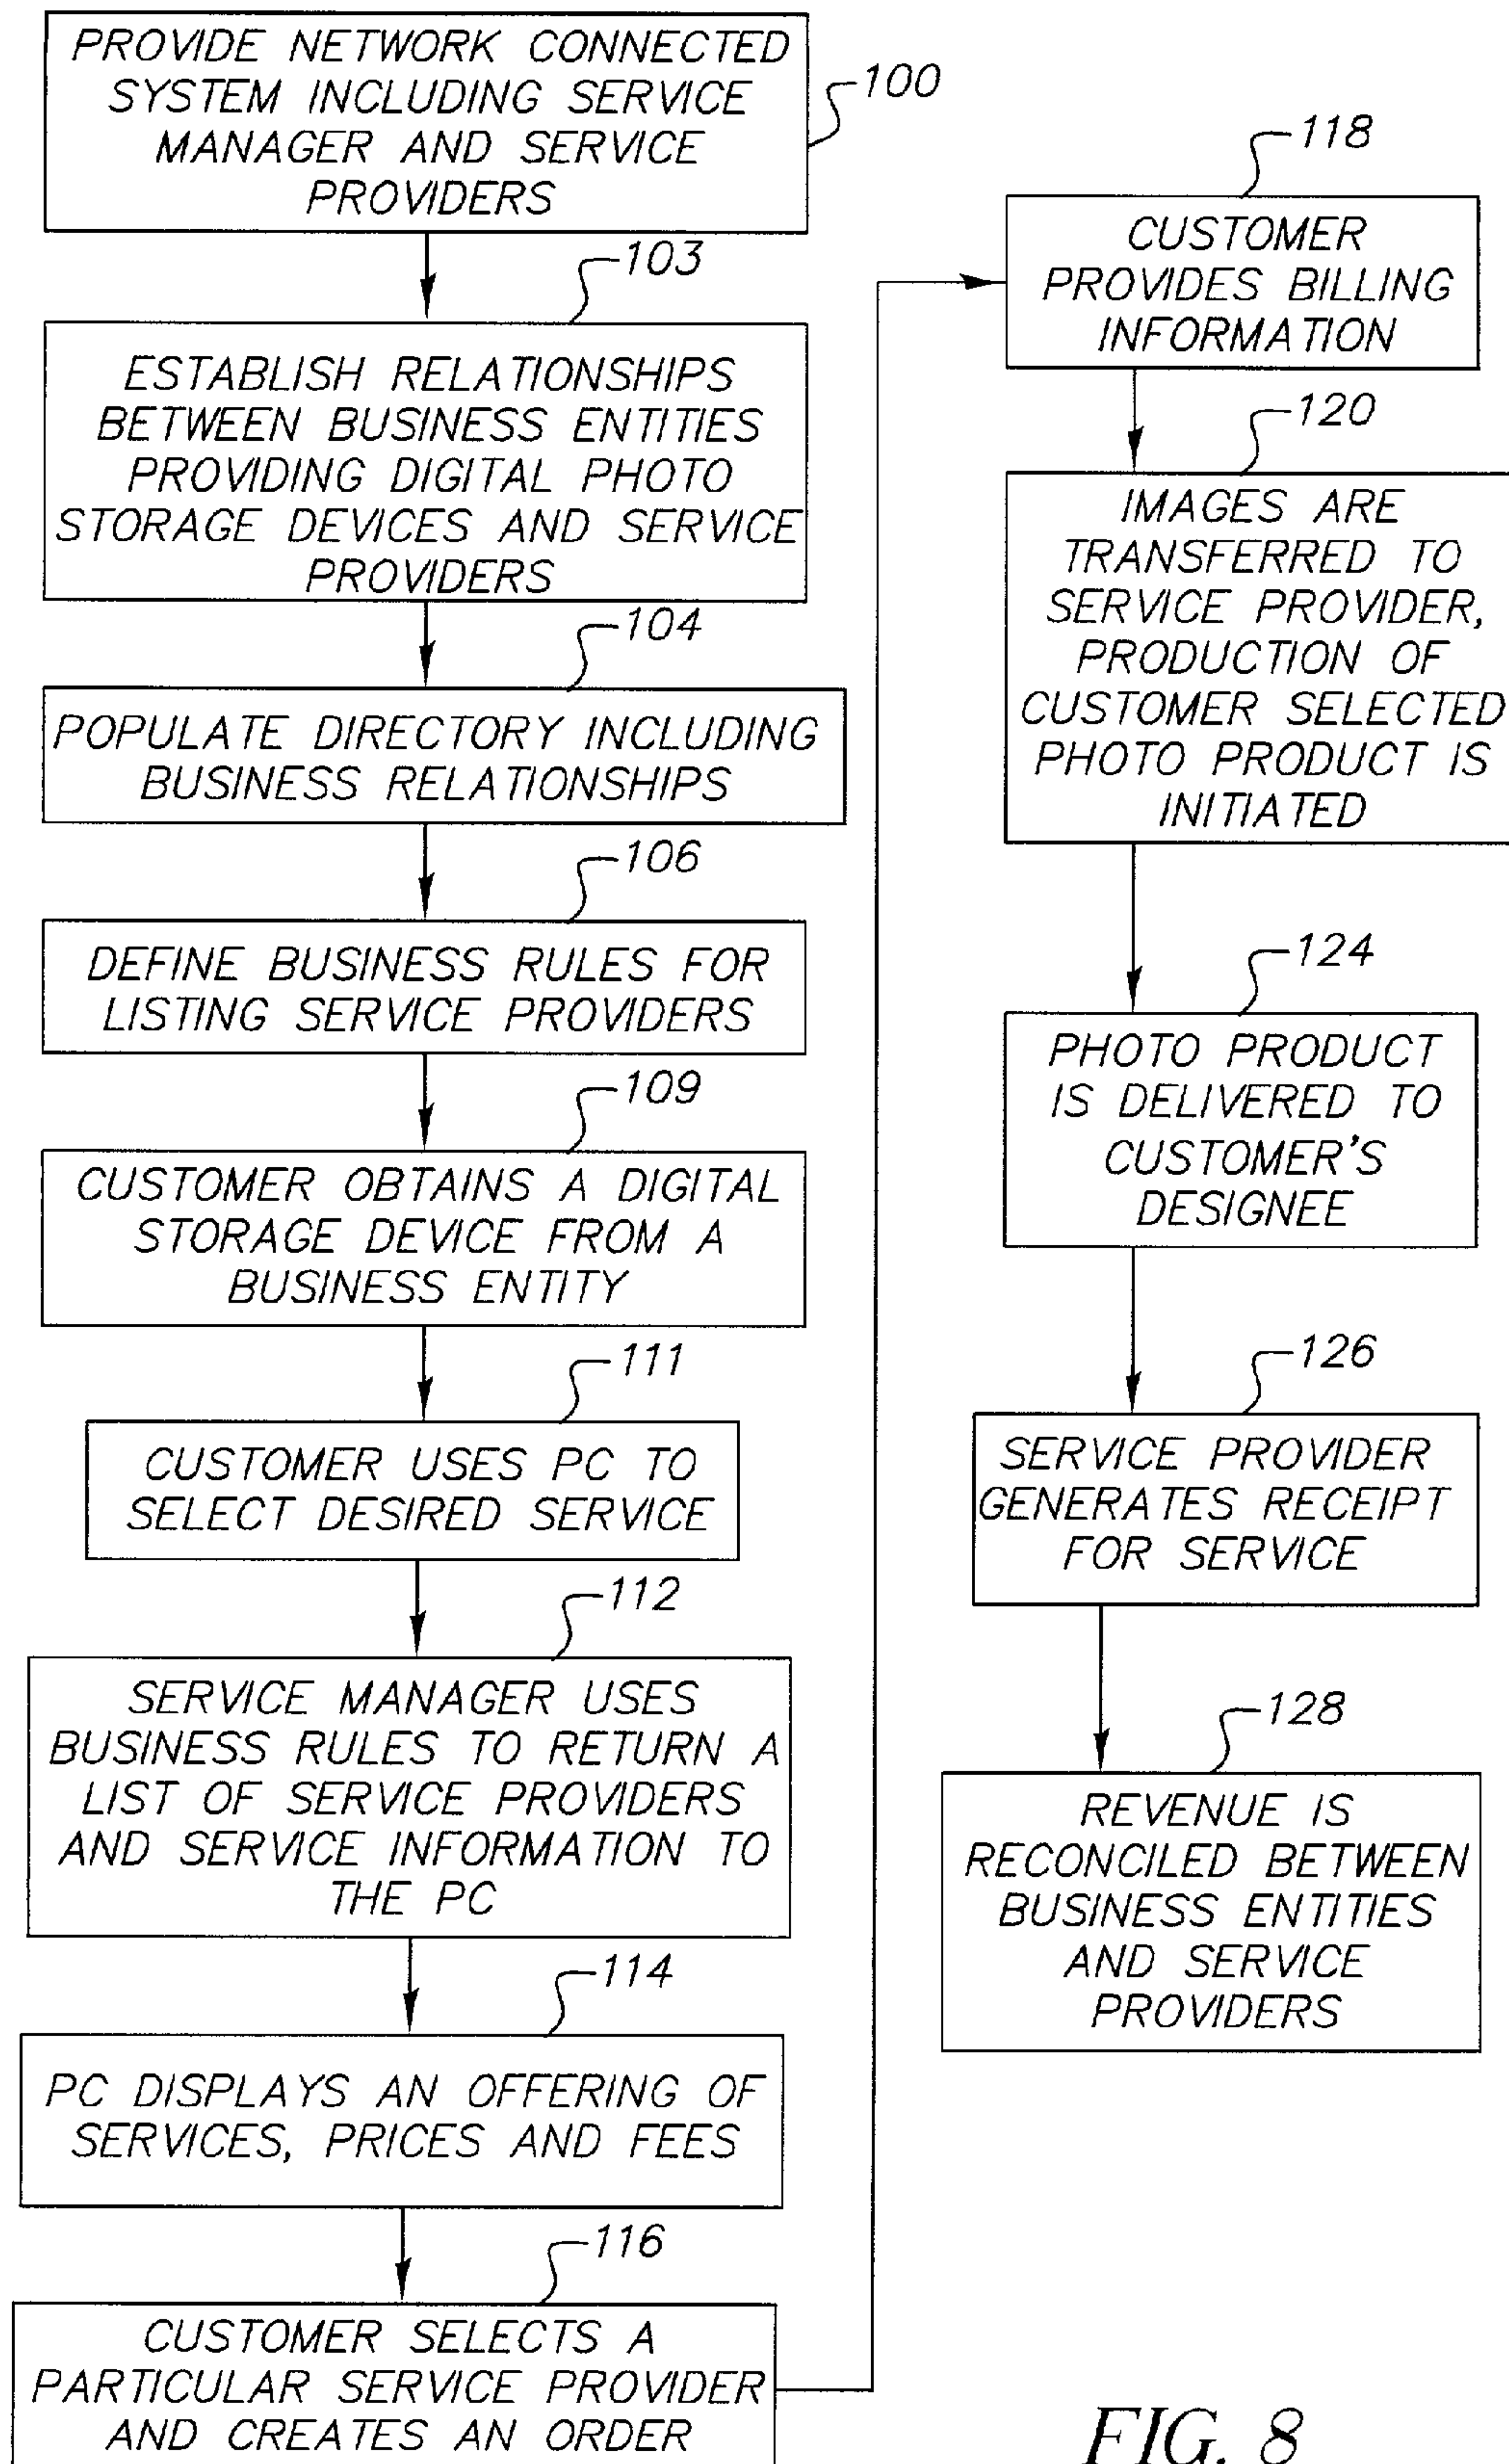 PROVIDE NETWORK CONNECTED
SYSTEM INCLUDING SERVICE
MANAGER AND SERVICE
PROVIDERS
100
103
ESTABLISH RELATIONSHIPS
BETWEEN BUSINESS ENTITIES
PROVIDING DIGITAL PHOTO
STORAGE DEVICES AND SERVICE
PROVIDERS
104
POPULATE DIRECTORY INCLUDING
BUSINESS RELATIONSHIPS
106
DEFINE BUSINESS RULES FOR
LISTING SERVICE PROVIDERS
109
CUSTOMER OBTAINS A DIGITAL
STORAGE DEVICE FROM A
BUSINESS ENTITY
111
CUSTOMER USES PC TO
SELECT DESIRED SERVICE
112
SERVICE MANAGER USES
BUSINESS RULES TO RETURN A
LIST OF SERVICE PROVIDERS
AND SERVICE INFORMATION TO
THE PC
114
PC DISPLAYS AN OFFERING OF
SERVICES, PRICES AND FEES
116
CUSTOMER SELECTS A
PARTICULAR SERVICE PROVIDER
AND CREATES AN ORDER
118
CUSTOMER
PROVIDES BILLING
INFORMATION
120
IMAGES ARE
TRANSFERRED TO
SERVICE PROVIDER,
PRODUCTION OF
CUSTOMER SELECTED
PHOTO PRODUCT IS
INITIATED
124
PHOTO PRODUCT
IS DELIVERED TO
CUSTOMER'S
DESIGNEE
126
SERVICE PROVIDER
GENERATES RECEIPT
FOR SERVICE
128
REVENUE IS
RECONCILED BETWEEN
BUSINESS ENTITIES
AND SERVICE
PROVIDERS
FIG. 8